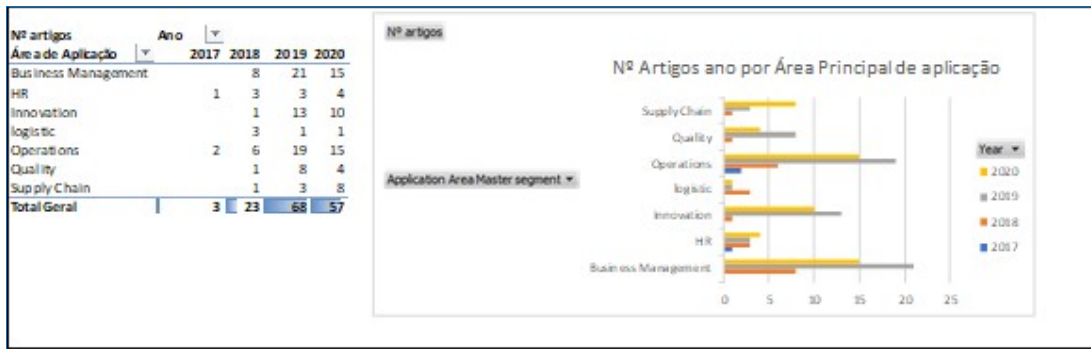 Nº artigos Ano
Área de Aplicação 2017 2018 2019 2020
Business Management 8 21 15
HR 1 3 3 4
Innovation 1 13 10
logistic 3 1 1
Operations 2 6 19 15
Quality 1 8 4
Supply Chain 1 3 8
Total Geral 3 23 68 57
Nº artigos
Nº Artigos ano por Área Principal de aplicação
Application Area Master segment
Supply Chain
Quality
Operations
logistic
Innovation
HR
Business Management
0 5 10 15 20 25
Year
2020
2019
2018
2017